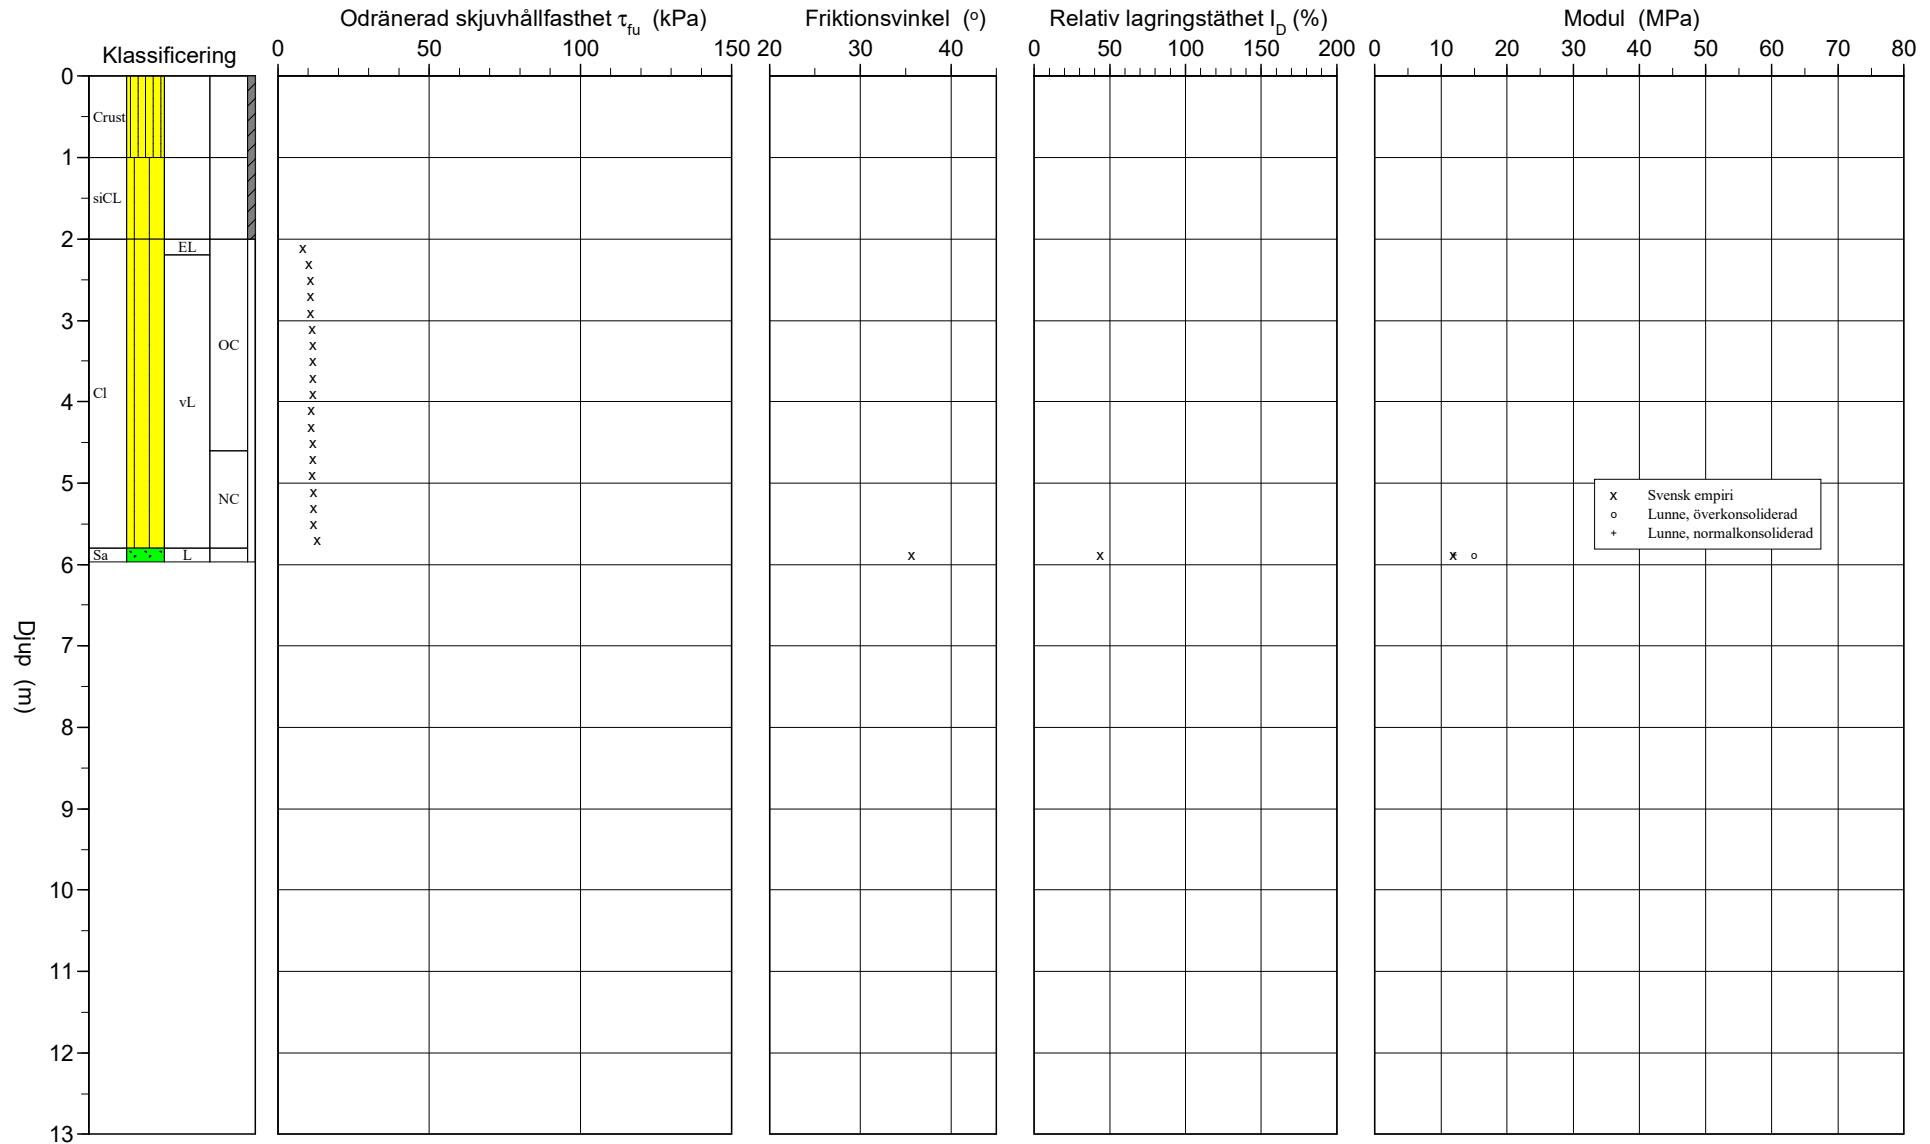 Odränerad skjuvhållfasthet τfu (kPa)
Friktionsvinkel (o)
Relativ lagringstäthet ID (%)
Modul (MPa)
Klassificering
0 50 100 150
20 30 40
0 50 100 150 200
0 10 20 30 40 50 60 70 80
0
1
2
3
4
5
6
7
8
9
10
11
12
13
Djup (m)
Crust
siCL
Cl
Sa
EL
vL
L
OC
NC
x Svensk empiri
o Lunne, överkonsoliderad
+ Lunne, normalkonsoliderad